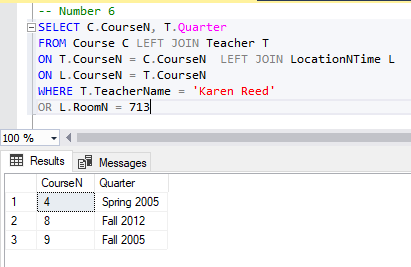 -- Number 6
SELECT C.CourseN, T.Quarter
FROM Course C LEFT JOIN Teacher T
ON T.CourseN = C.CourseN  LEFT JOIN LocationNTime L
ON L.CourseN = T.CourseN
WHERE T.TeacherName = 'Karen Reed'
OR L.RoomN = 713
100 %
Results Messages
CourseN Quarter
1 4 Spring 2005
2 8 Fall 2012
3 9 Fall 2005